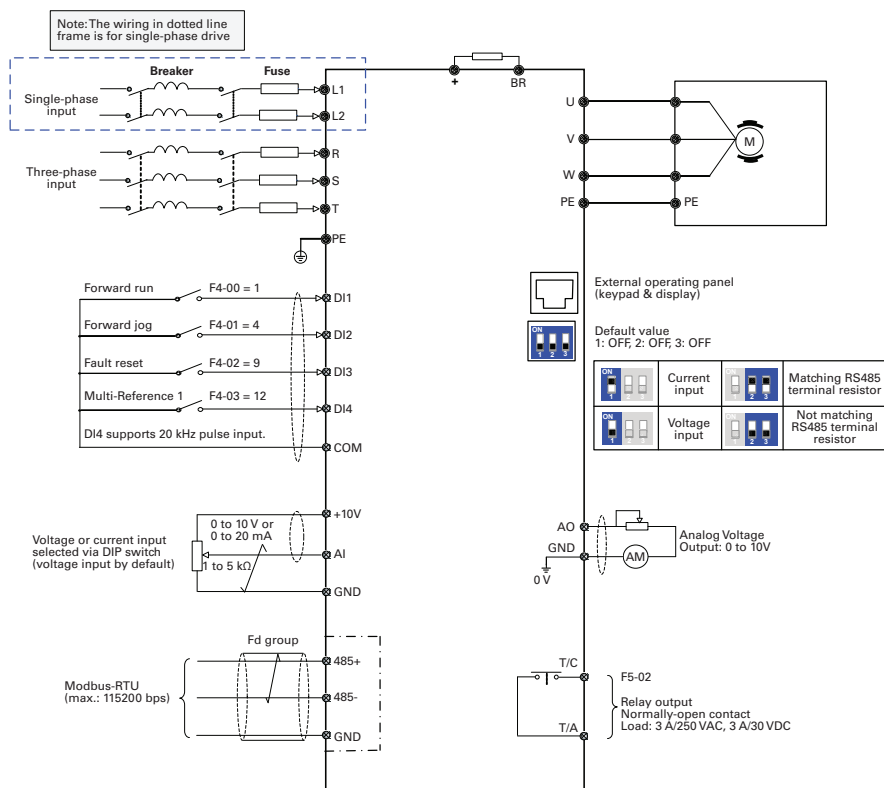 Note: The wiring in dotted line
frame is for single-phase drive
Breaker
Fuse
Single-phase
input
L1
L2
Three-phase
input
R
S
T
PE
+
BR
U
V
W
PE
PE
M
Forward run
F4-00 = 1
DI1
Forward jog
F4-01 = 4
DI2
Fault reset
F4-02 = 9
DI3
Multi-Reference 1
F4-03 = 12
DI4
DI4 supports 20 kHz pulse input.
COM
External operating panel
(keypad & display)
ON
1 2 3
Default value
1: OFF, 2: OFF, 3: OFF
ON
1 2 3
Current
input
1 2 3
Matching RS485
terminal resistor
ON
1 2 3
Voltage
input
1 2 3
Not matching
RS485 terminal
resistor
Voltage or current input
selected via DIP switch
(voltage input by default)
0 to 10 V or
0 to 20 mA
1 to 5 kΩ
+10V
AI
GND
AO
GND
0 V
AM
Analog Voltage
Output: 0 to 10V
Fd group
Modbus-RTU
(max.: 115200 bps)
485+
485-
GND
T/C
T/A
F5-02
Relay output
Normally-open contact
Load: 3 A/250 VAC, 3 A/30 VDC